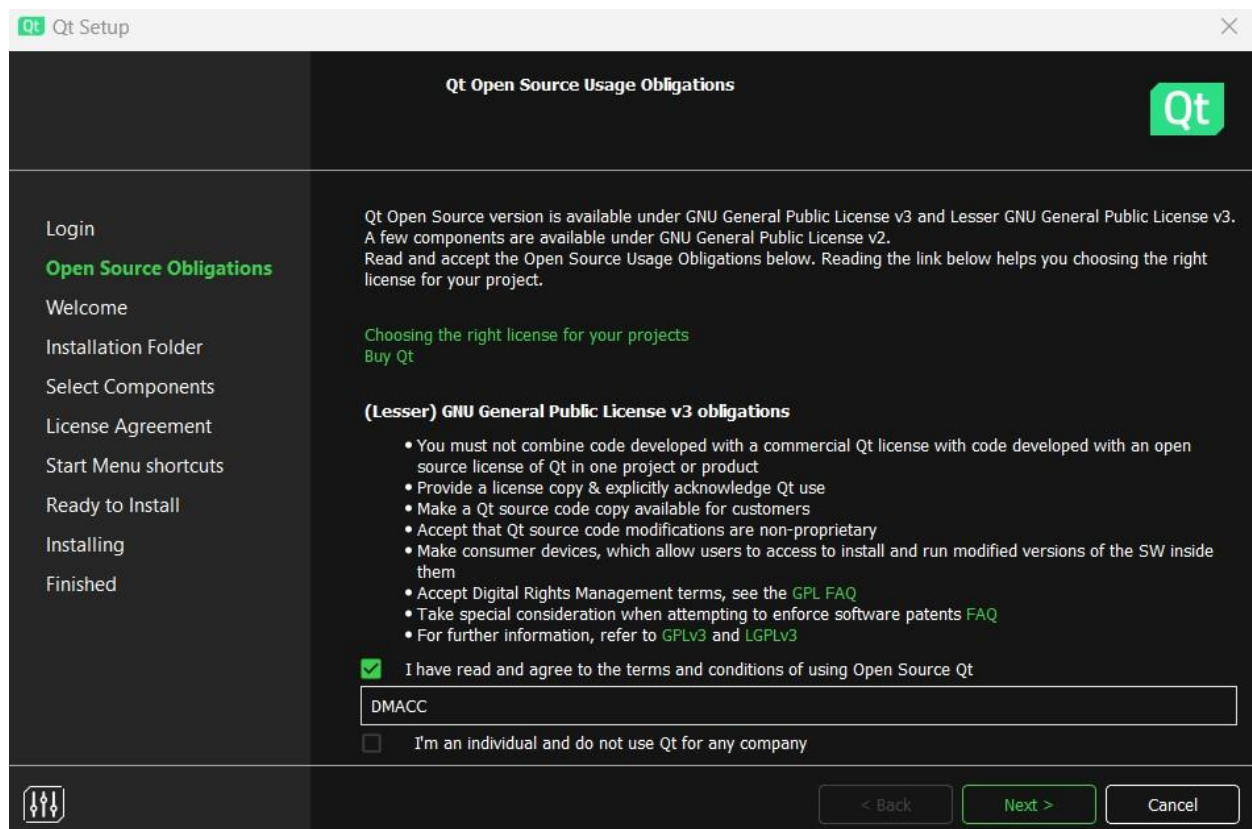 Qt Qt Setup
Qt Open Source Usage Obligations
Qt
Login
Open Source Obligations
Welcome
Installation Folder
Select Components
License Agreement
Start Menu shortcuts
Ready to Install
Installing
Finished
Qt Open Source version is available under GNU General Public License v3 and Lesser GNU General Public License v3.
A few components are available under GNU General Public License v2.
Read and accept the Open Source Usage Obligations below. Reading the link below helps you choosing the right
license for your project.
Choosing the right license for your projects
Buy Qt
(Lesser) GNU General Public License v3 obligations
• You must not combine code developed with a commercial Qt license with code developed with an open
source license of Qt in one project or product
• Provide a license copy & explicitly acknowledge Qt use
• Make a Qt source code copy available for customers
• Accept that Qt source code modifications are non-proprietary
• Make consumer devices, which allow users to access to install and run modified versions of the SW inside
them
• Accept Digital Rights Management terms, see the GPL FAQ
• Take special consideration when attempting to enforce software patents FAQ
• For further information, refer to GPLv3 and LGPLv3
I have read and agree to the terms and conditions of using Open Source Qt
DMACC
I'm an individual and do not use Qt for any company
< Back Next > Cancel